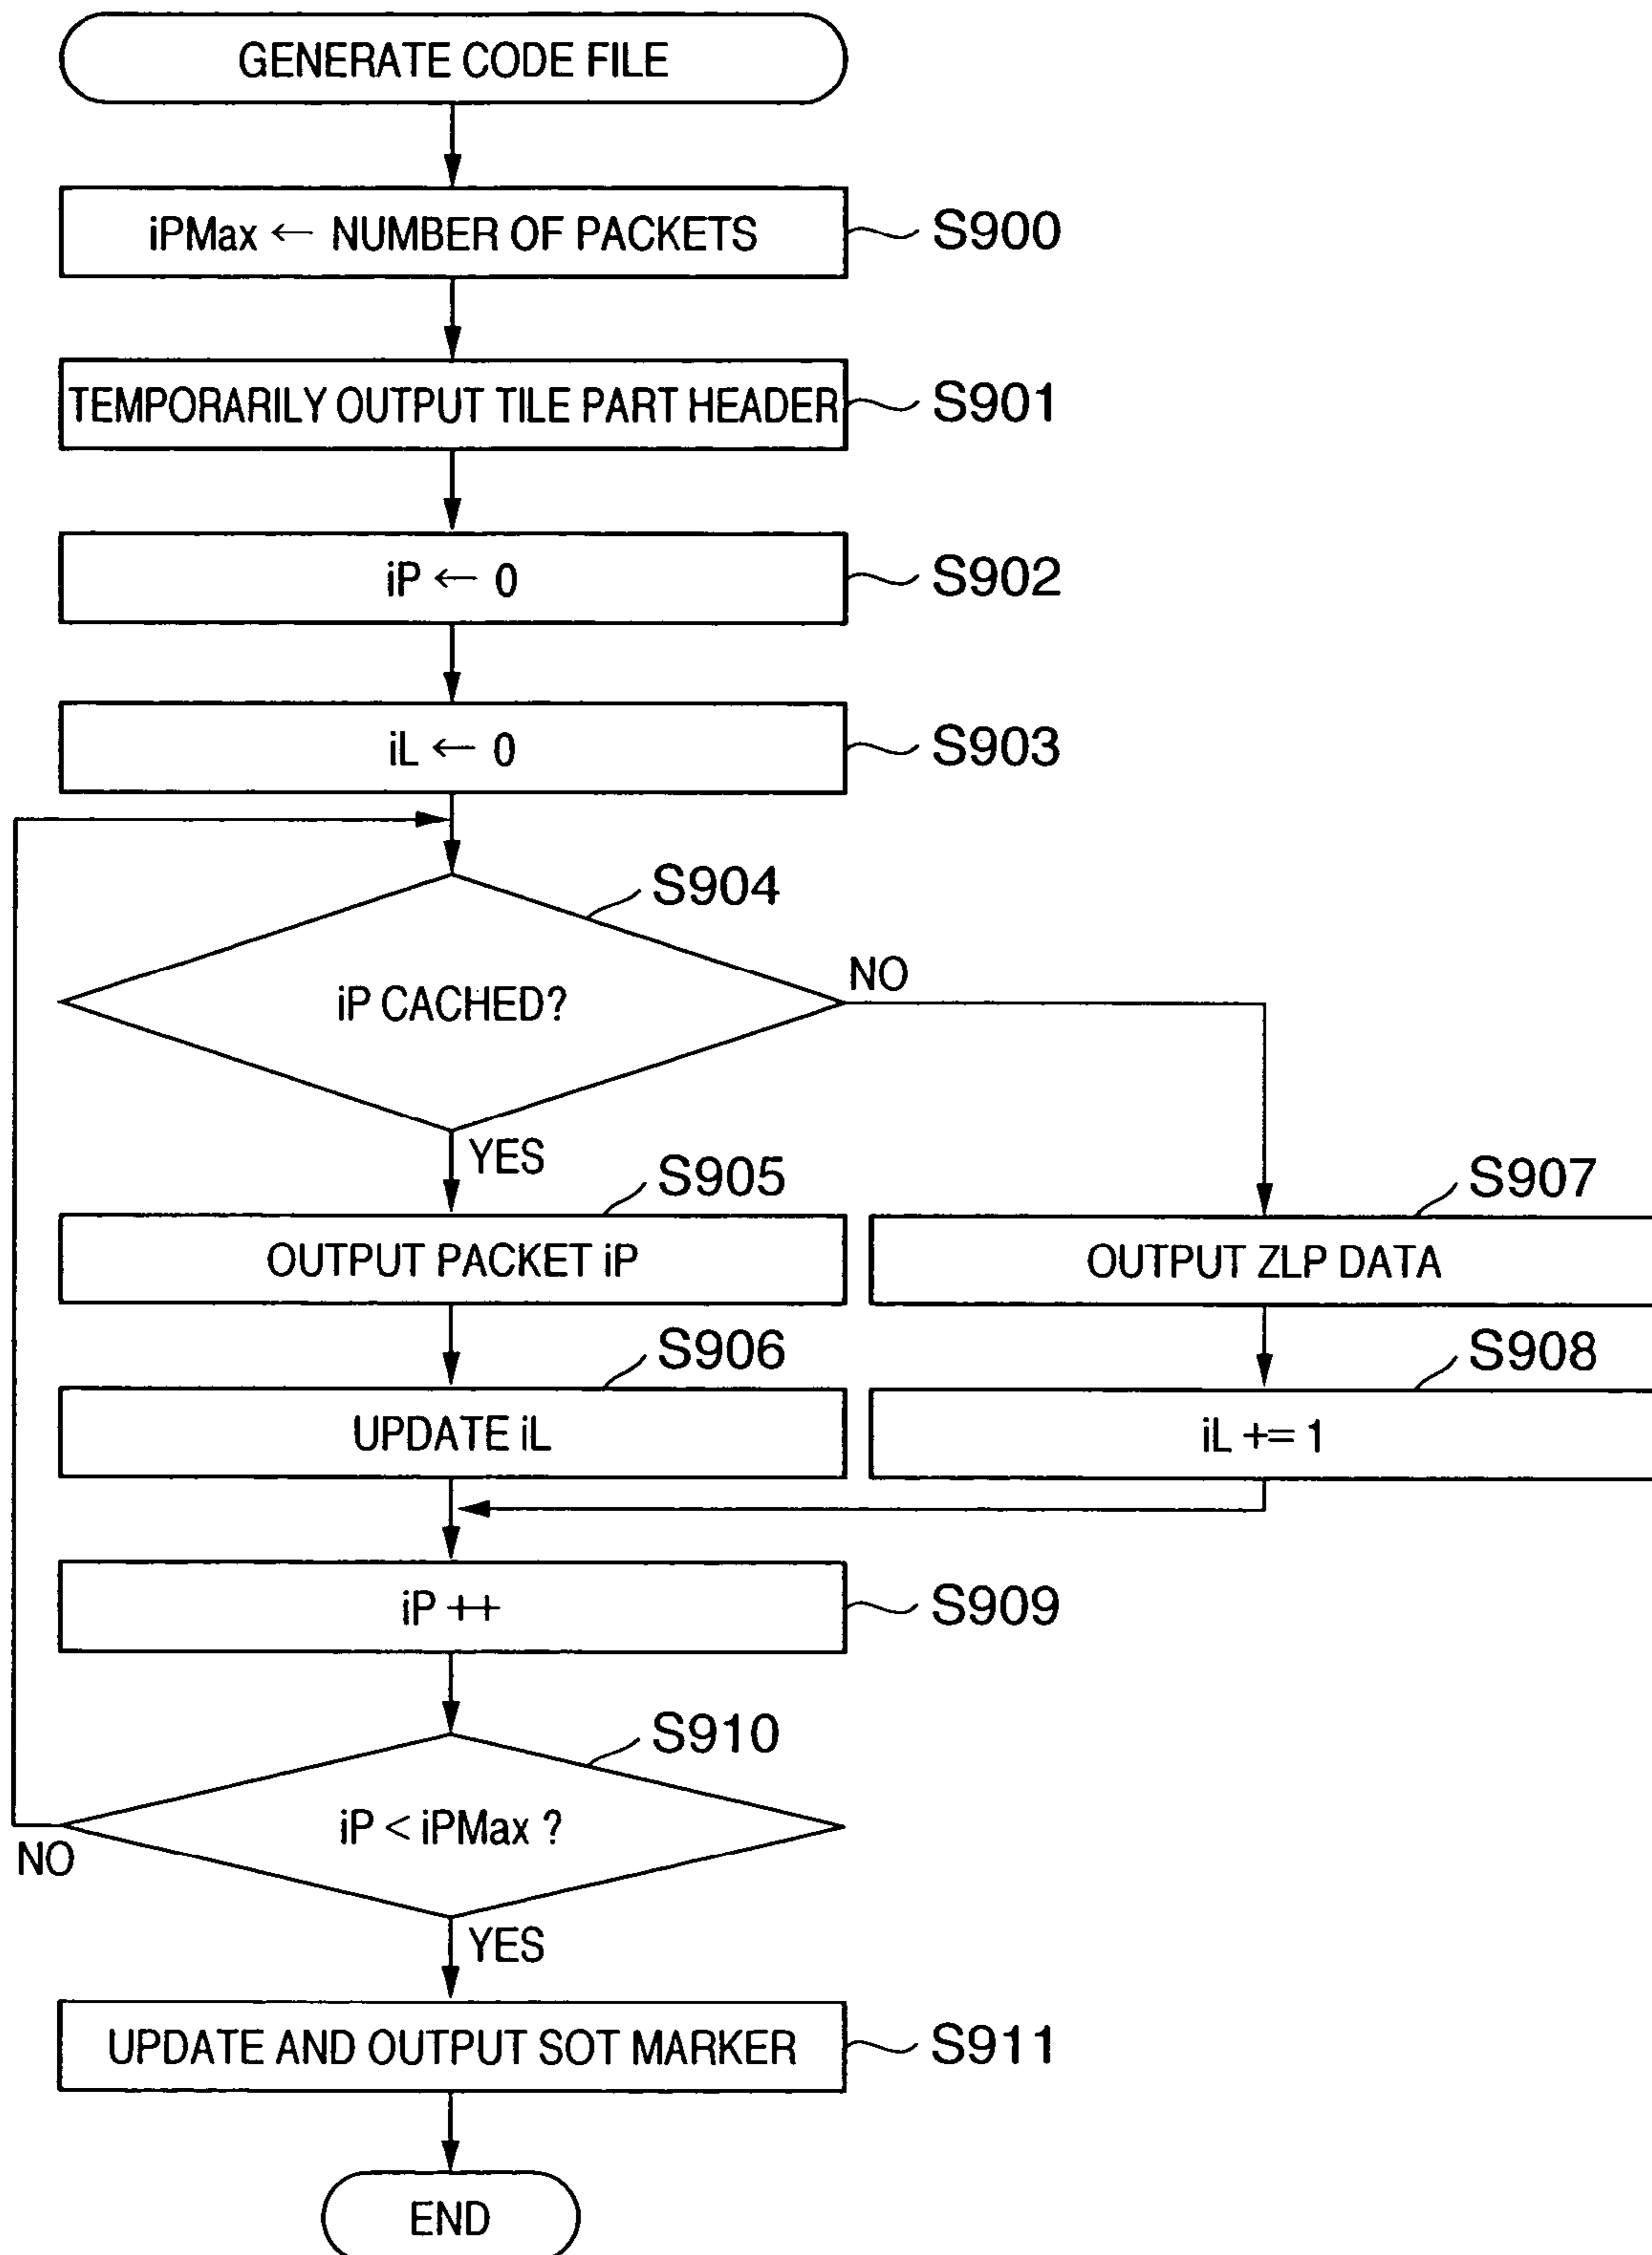 GENERATE CODE FILE
iPMax ← NUMBER OF PACKETS
S900
TEMPORARILY OUTPUT TILE PART HEADER
S901
iP ← 0
S902
iL ← 0
S903
S904
iP CACHED?
NO
YES
S905
OUTPUT PACKET iP
S907
OUTPUT ZLP DATA
S906
UPDATE iL
S908
iL += 1
iP ++
S909
S910
iP < iPMax ?
NO
YES
UPDATE AND OUTPUT SOT MARKER
S911
END